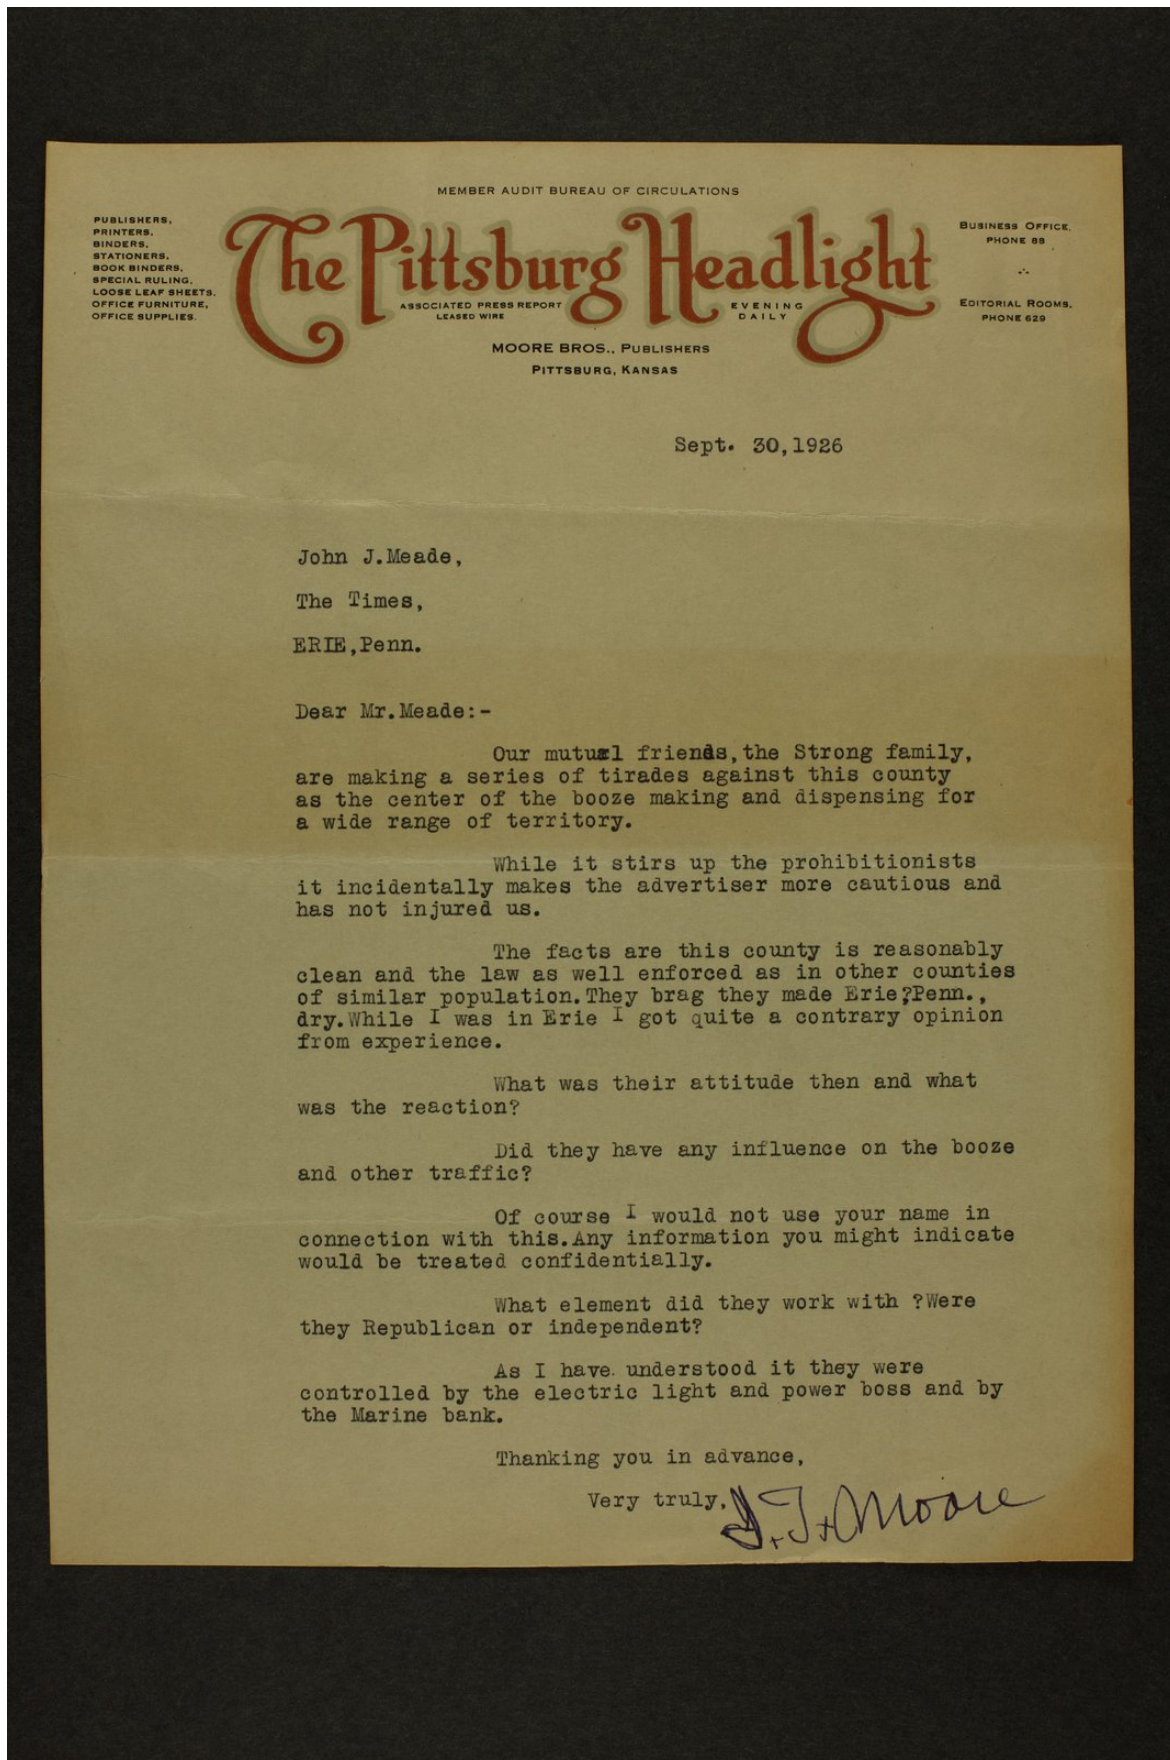 MEMBER AUDIT BUREAU OF CIRCULATIONS
PUBLISHERS,
PRINTERS,
BINDERS,
STATIONERS,
BOOK BINDERS,
SPECIAL RULING,
LOOSE LEAF SHEETS.
OFFICE FURNITURE,
OFFICE SUPPLIES.
The Pittsburg Headlight
ASSOCIATED PRESS REPORT
LEASED WIRE
EVENING
DAILY
BUSINESS OFFICE,
PHONE 88
EDITORIAL ROOMS,
PHONE 629
MOORE BROS., PUBLISHERS
PITTSBURG, KANSAS
Sept. 30,1926
John J.Meade,
The Times,
ERIE,Penn.
Dear Mr.Meade:-
Our mutual friends,the Strong family,
are making a series of tirades against this county
as the center of the booze making and dispensing for
a wide range of territory.
While it stirs up the prohibitionists
it incidentally makes the advertiser more cautious and
has not injured us.
The facts are this county is reasonably
clean and the law as well enforced as in other counties
of similar population.They brag they made Erie?Penn.,
dry.While I was in Erie I got quite a contrary opinion
from experience.
What was their attitude then and what
was the reaction?
Did they have any influence on the booze
and other traffic?
Of course I would not use your name in
connection with this.Any information you might indicate
would be treated confidentially.
What element did they work with ?Were
they Republican or independent?
As I have. understood it they were
controlled by the electric light and power boss and by
the Marine bank.
Thanking you in advance,
Very truly,
Moore